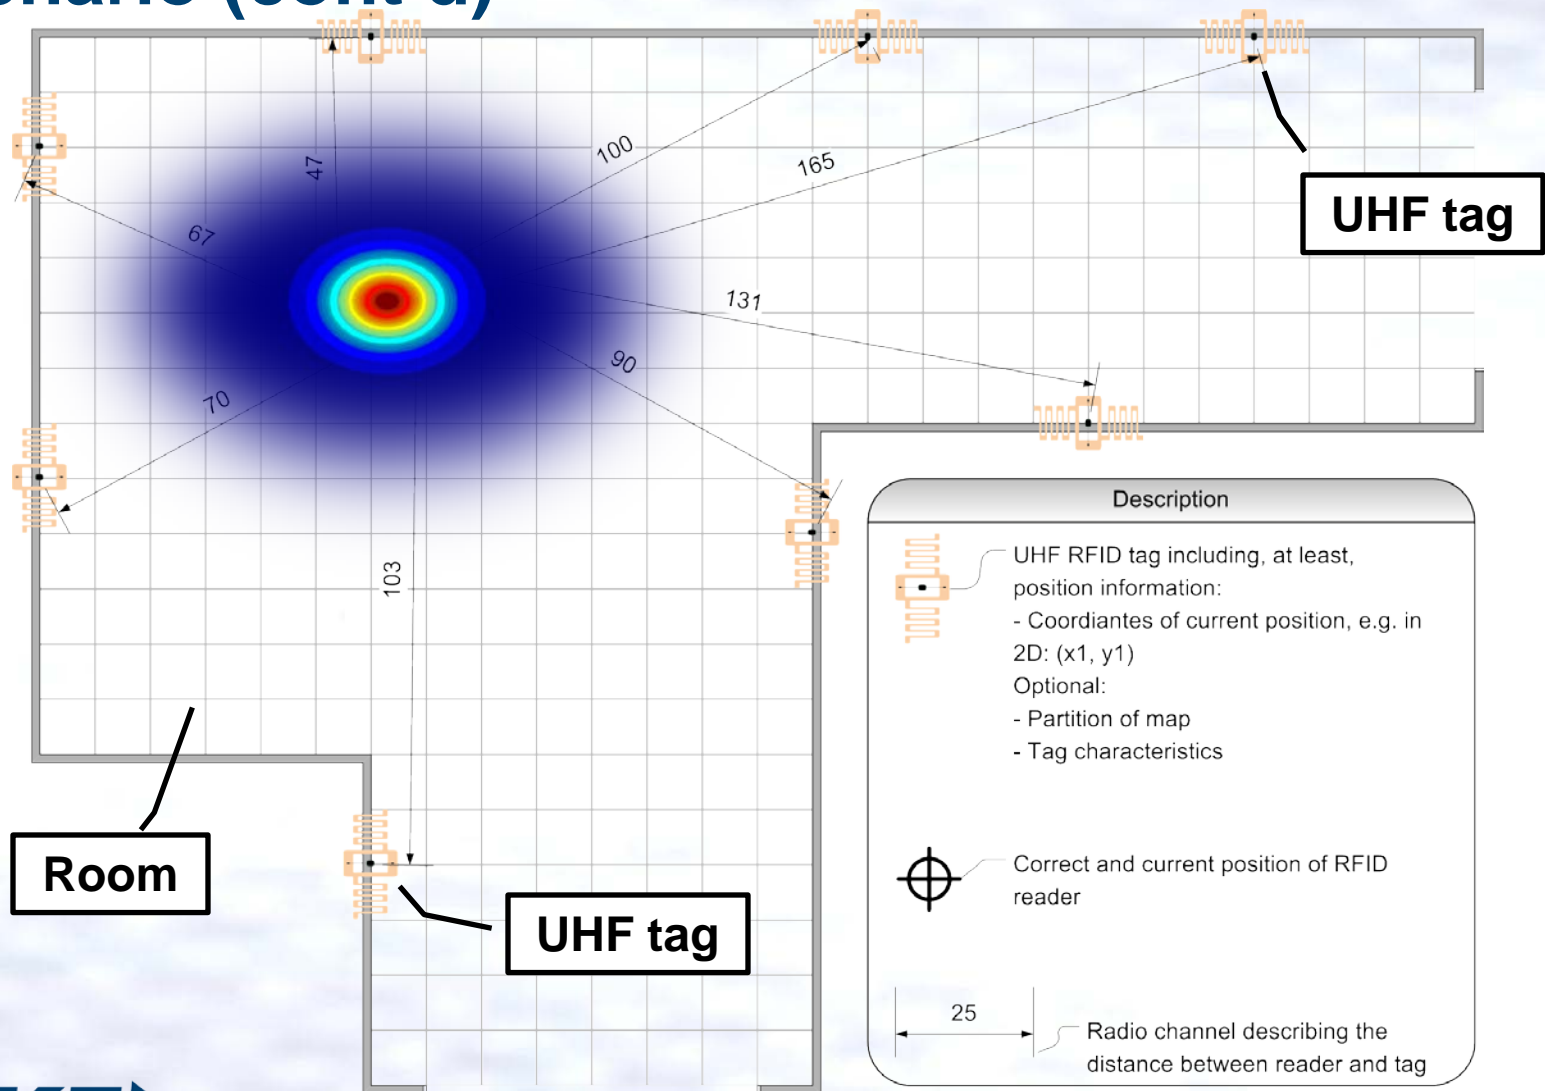 47
100
165
UHF tag
67
131
90
70
103
Description
UHF RFID tag including, at least,
position information:
- Coordiantes of current position, e.g. in
2D: (x1, y1)
Optional:
- Partition of map
- Tag characteristics
Room
Correct and current position of RFID
reader
UHF tag
25
Radio channel describing the
distance between reader and tag